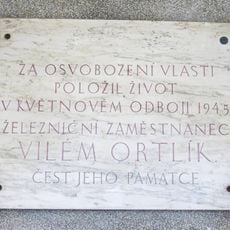 ZA OSVOBOZENÍ VLASTI
POLOŽIL ŽIVOT
V KVĚTNOVÉM ODBOJI 1945
ŽELEZNIČNÍ ZAMĚSTNANEC
VILÉM ORTLÍK.
ČEST JEHO PAMÁTCE